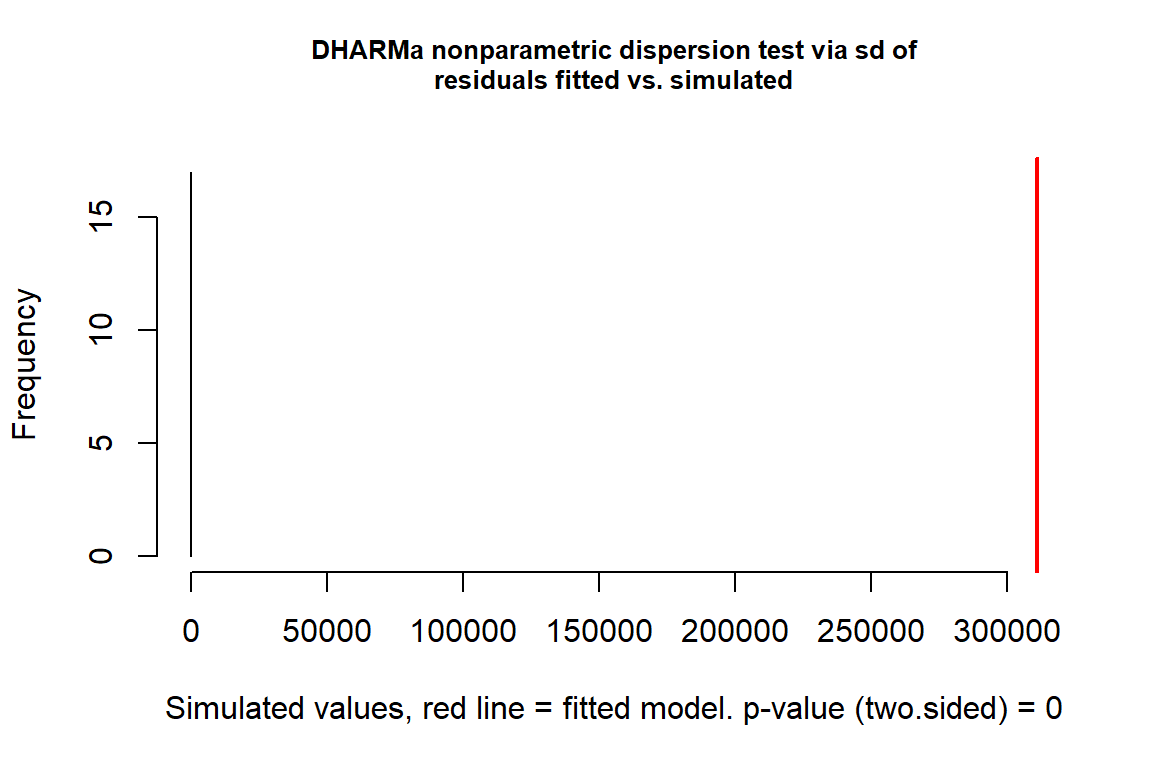 DHARMa nonparametric dispersion test via sd of
residuals fitted vs. simulated
Frequency
15
10
5
0
0 50000 100000 150000 200000 250000 300000
Simulated values, red line = fitted model. p-value (two.sided) = 0